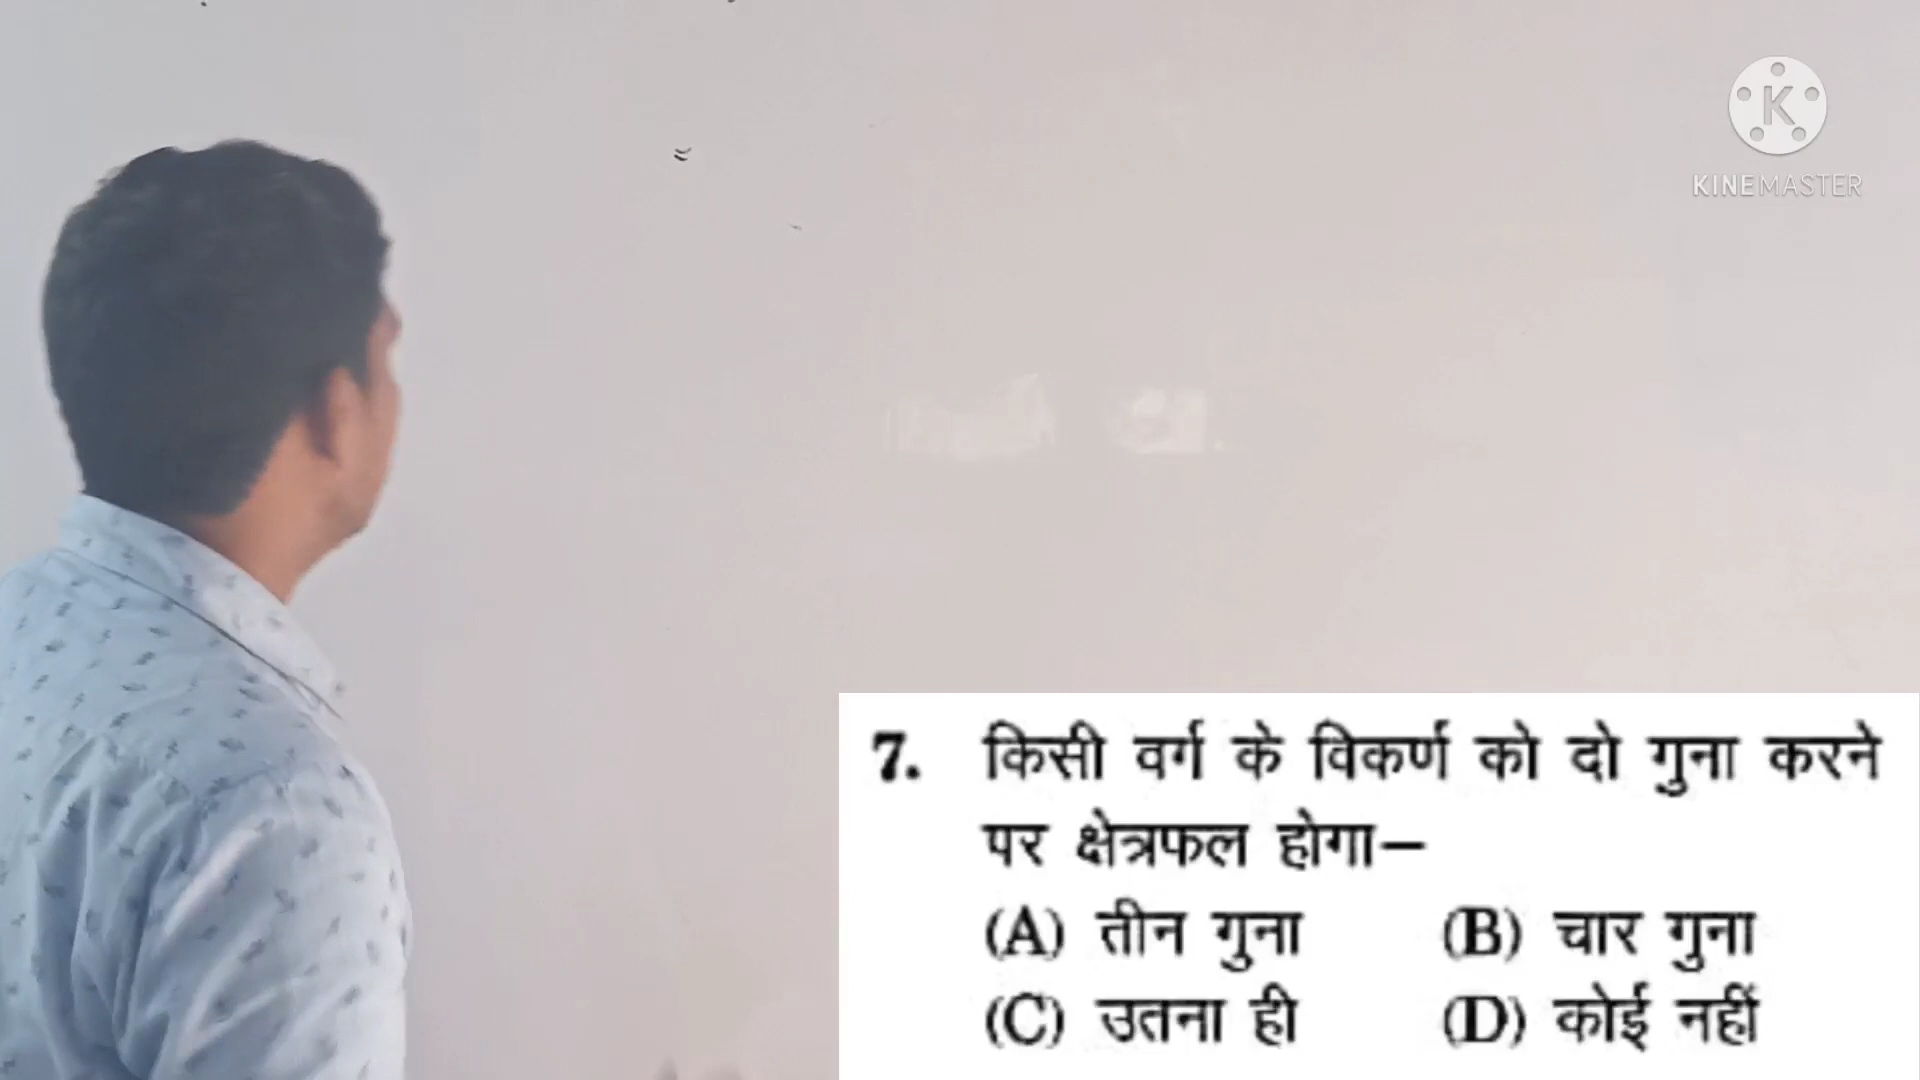 K
KINEMASTER
7. किसी वर्ग के विकर्ण को दो गुना करने
पर क्षेत्रफल होगा—
(A) तीन गुना (B) चार गुना
(C) उतना ही (D) कोई नहीं